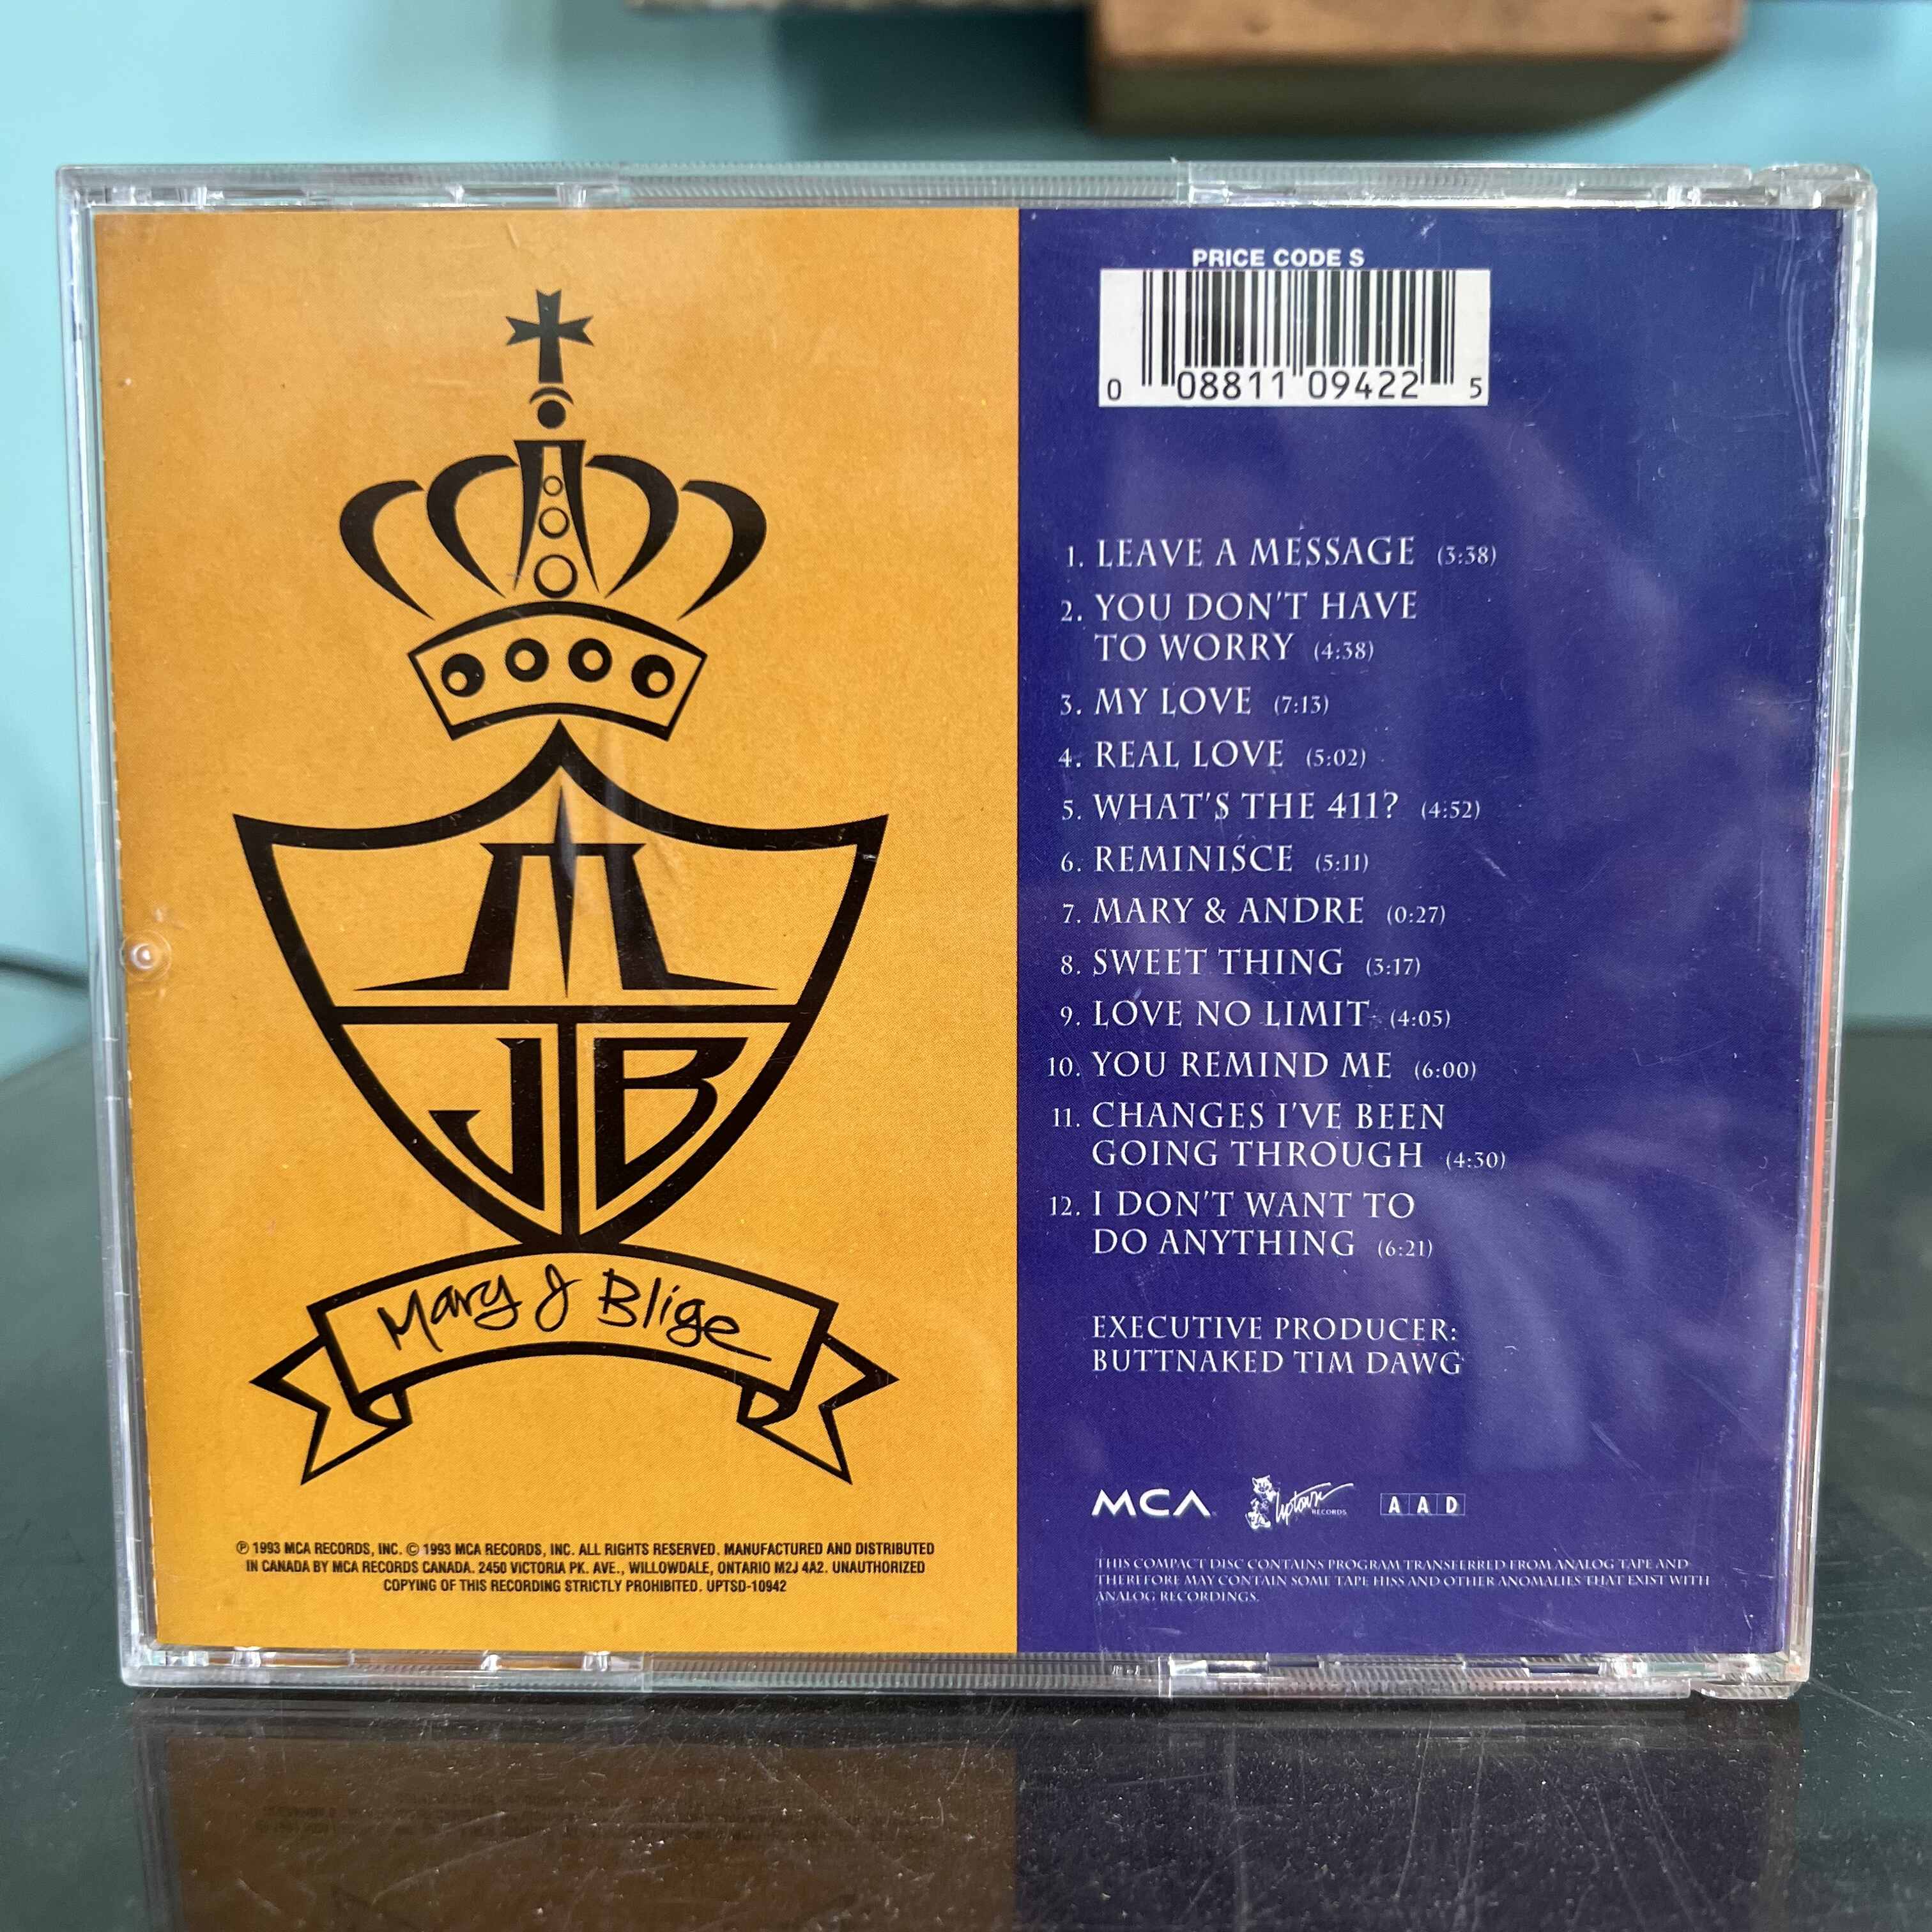 M
JB
Mary J Blige
℗ 1993 MCA RECORDS, INC. © 1993 MCA RECORDS, INC. ALL RIGHTS RESERVED. MANUFACTURED AND DISTRIBUTED
IN CANADA BY MCA RECORDS CANADA. 2450 VICTORIA PK. AVE., WILLOWDALE, ONTARIO M2J 4A2. UNAUTHORIZED
COPYING OF THIS RECORDING STRICTLY PROHIBITED. UPTSD-10942
PRICE CODE S
0 08811 09422 5
1. LEAVE A MESSAGE (3:38)
2. YOU DON'T HAVE
TO WORRY (4:38)
3. MY LOVE (7:13)
4. REAL LOVE (5:02)
5. WHAT'S THE 411? (4:52)
6. REMINISCE (5:11)
7. MARY & ANDRE (0:27)
8. SWEET THING (3:17)
9. LOVE NO LIMIT (4:05)
10. YOU REMIND ME (6:00)
11. CHANGES I'VE BEEN
GOING THROUGH (4:30)
12. I DON'T WANT TO
DO ANYTHING (6:21)
EXECUTIVE PRODUCER:
BUTTNAKED TIM DAWG
MCA Uptown RECORDS AAD
THIS COMPACT DISC CONTAINS PROGRAM TRANSFERRED FROM ANALOG TAPE AND
THEREFORE MAY CONTAIN SOME TAPE HISS AND OTHER ANOMALIES THAT EXIST WITH
ANALOG RECORDINGS.